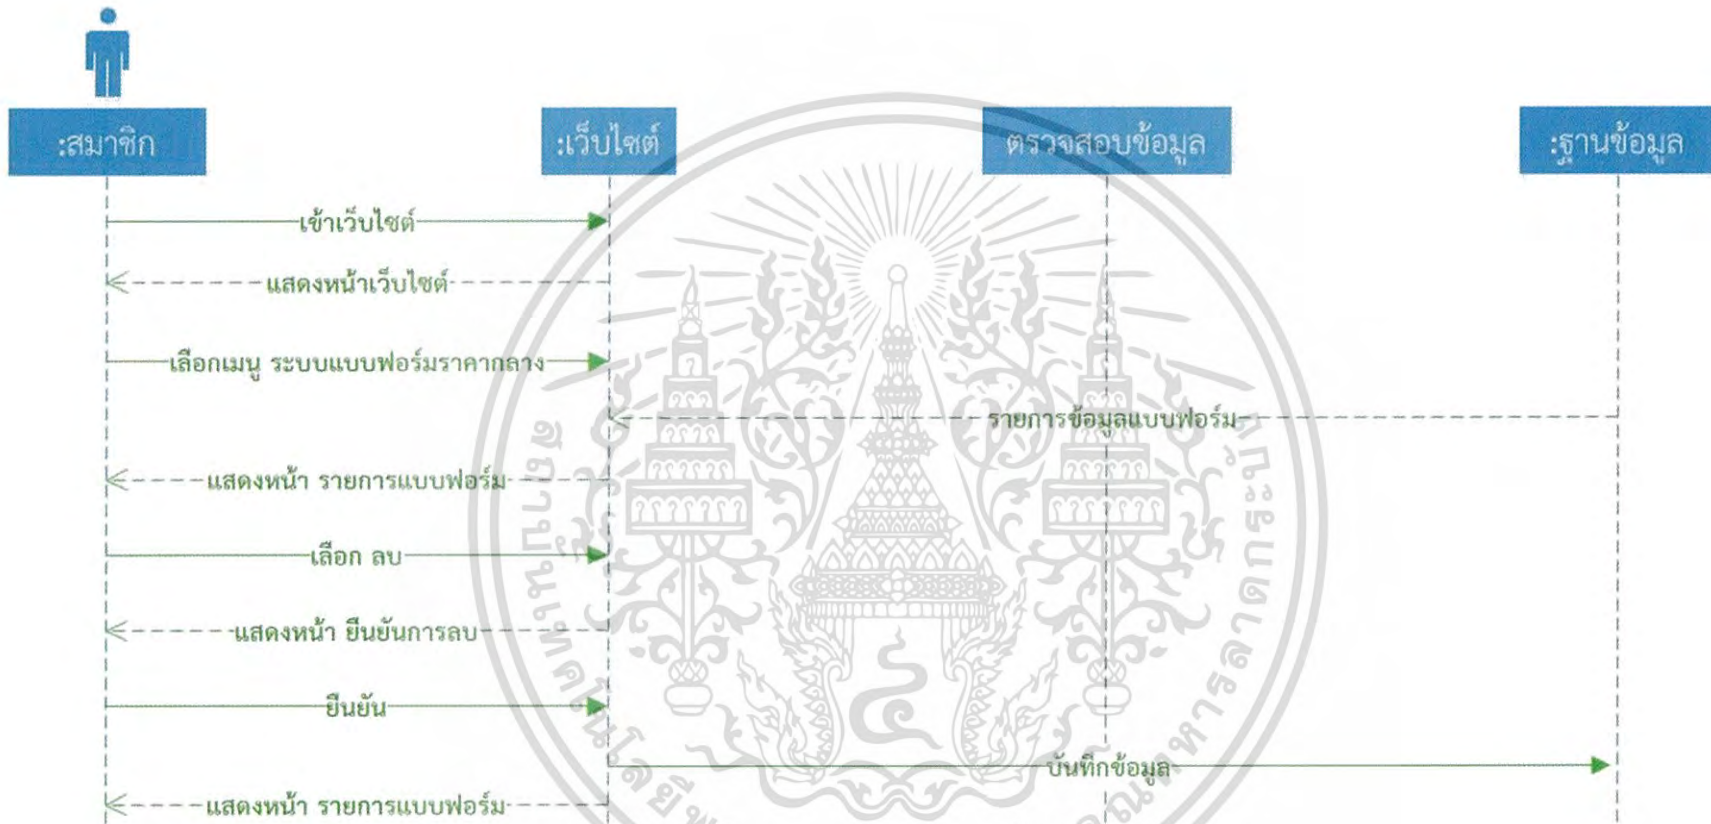 :สมาชิก
:เว็บไซต์
ตรวจสอบข้อมูล
:ฐานข้อมูล
เข้าเว็บไซต์
แสดงหน้าเว็บไซต์
เลือกเมนู ระบบแบบฟอร์มราคากลาง
รายการข้อมูลแบบฟอร์ม
แสดงหน้า รายการแบบฟอร์ม
เลือก ลบ
แสดงหน้า ยืนยันการลบ
ยืนยัน
บันทึกข้อมูล
แสดงหน้า รายการแบบฟอร์ม